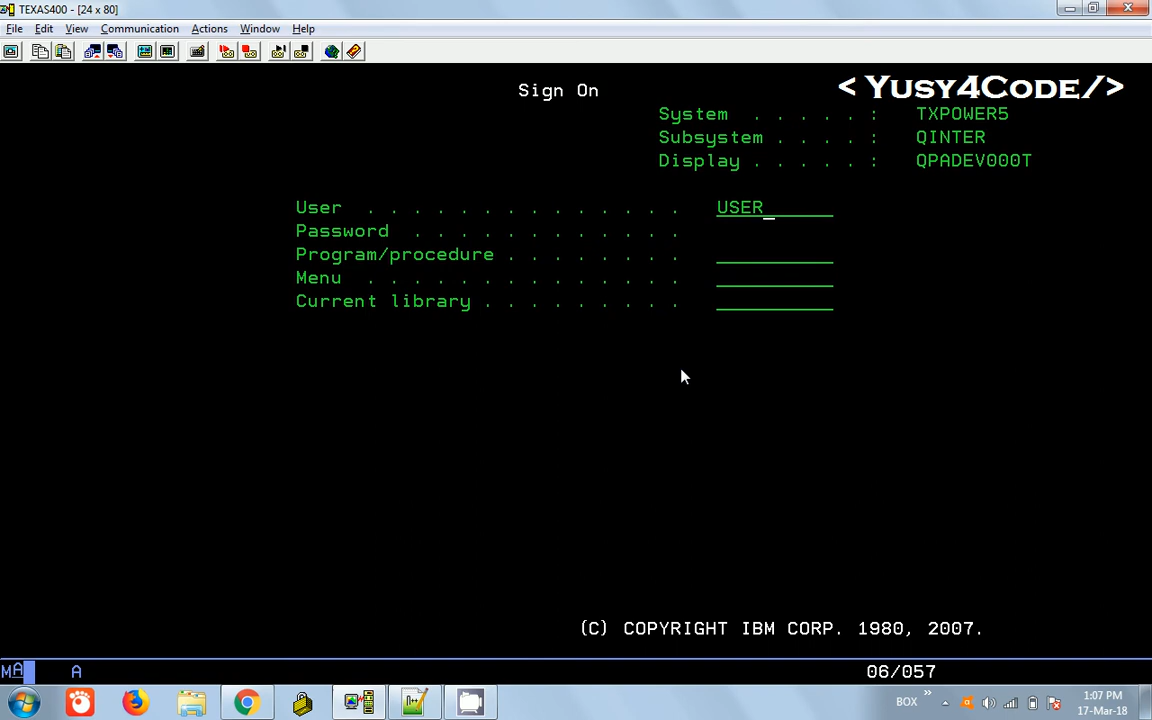 TEXAS400 - [24 x 80]
File Edit View Communication Actions Window Help
< Yusy4Code/>
Sign On
System . . . . . : TXPOWER5
Subsystem . . . . : QINTER
Display . . . . . : QPADEV000T
User . . . . . . . . . . . . . . USER
Password . . . . . . . . . . . .
Program/procedure . . . . . . . .
Menu . . . . . . . . . . . . . .
Current library . . . . . . . . .
(C) COPYRIGHT IBM CORP. 1980, 2007.
MA A 06/057
BOX » 1:07 PM
17-Mar-18